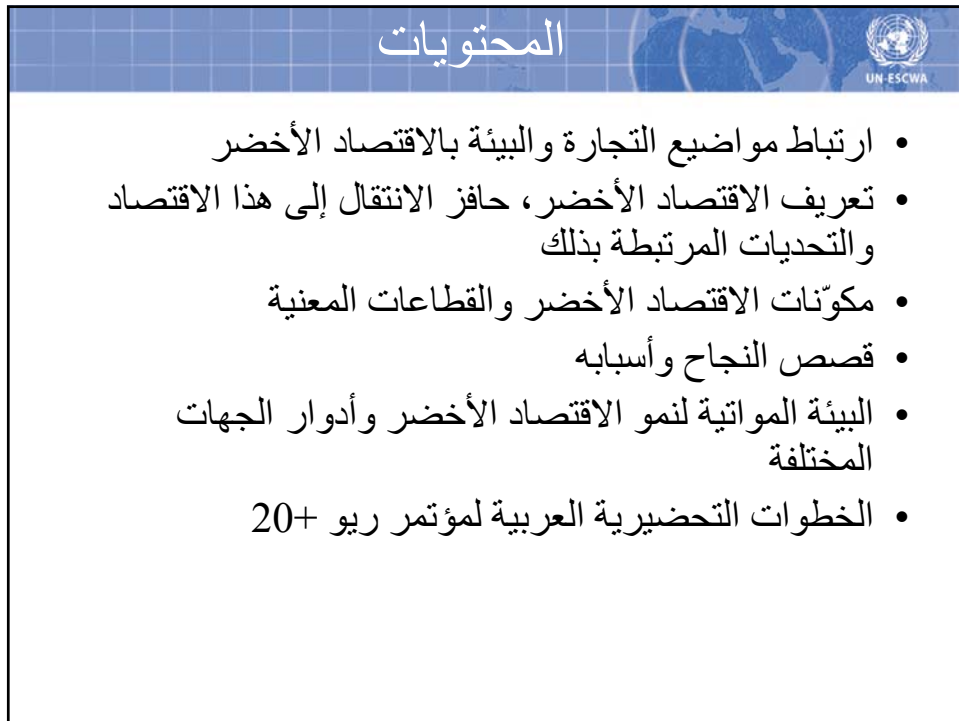 المحتويات
UN-ESCWA
• ارتباط مواضيع التجارة والبيئة بالاقتصاد الأخضر
• تعريف الاقتصاد الأخضر، حافز الانتقال إلى هذا الاقتصاد
والتحديات المرتبطة بذلك
• مكوّنات الاقتصاد الأخضر والقطاعات المعنية
• قصص النجاح وأسبابه
• البيئة المواتية لنمو الاقتصاد الأخضر وأدوار الجهات
المختلفة
• الخطوات التحضيرية العربية لمؤتمر ريو +20